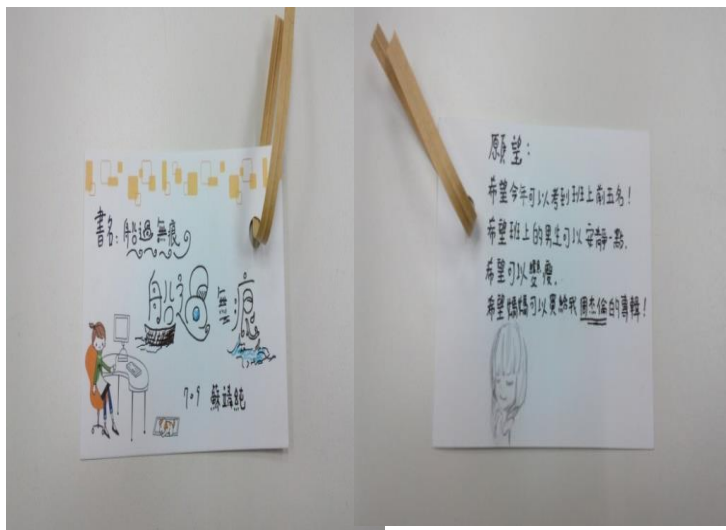 書名:船過無痕
船過無痕
709 蘇靖純
願望:
希望今年可以考到班上前五名!
希望班上的男生可以安靜一點.
希望可以變瘦.
希望媽媽可以買給我周杰倫的專輯!